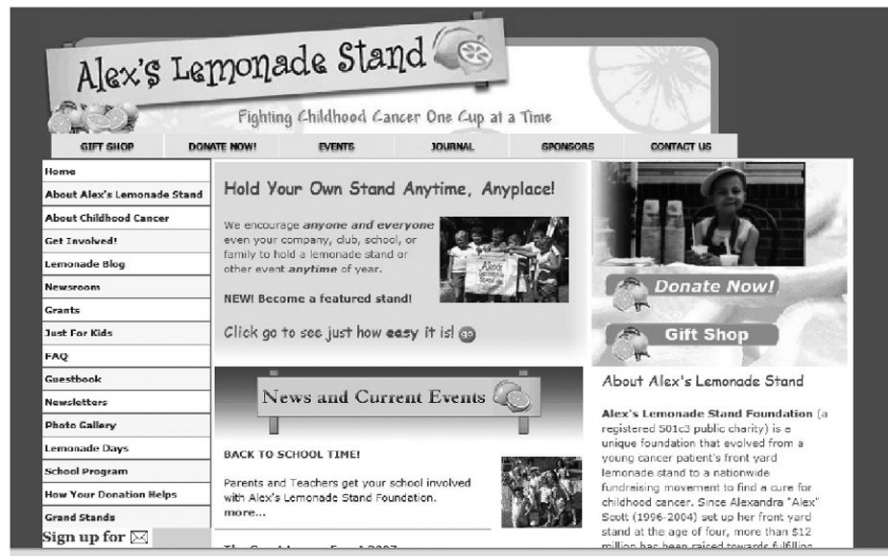 Alex's Lemonade Stand
Fighting Childhood Cancer One Cup at a Time
GIFT SHOP DONATE NOW! EVENTS JOURNAL SPONSORS CONTACT US
Home
About Alex's Lemonade Stand
About Childhood Cancer
Get Involved!
Lemonade Blog
Newsroom
Grants
Just For Kids
FAQ
Guestbook
Newsletters
Photo Gallery
Lemonade Days
School Program
How Your Donation Helps
Grand Stands
Sign up for
Hold Your Own Stand Anytime, Anyplace!
We encourage anyone and everyone
even your company, club, school, or
family to hold a lemonade stand or
other event anytime of year.
NEW! Become a featured stand!
Click go to see just how easy it is! go
Alex's
Lemonade
Stand
News and Current Events
BACK TO SCHOOL TIME!
Parents and Teachers get your school involved
with Alex's Lemonade Stand Foundation.
more...
Donate Now!
Gift Shop
About Alex's Lemonade Stand
Alex's Lemonade Stand Foundation (a
registered 501c3 public charity) is a
unique foundation that evolved from a
young cancer patient's front yard
lemonade stand to a nationwide
fundraising movement to find a cure for
childhood cancer. Since Alexandra "Alex"
Scott (1996-2004) set up her front yard
stand at the age of four, more than $12
million has been raised towards fulfilling